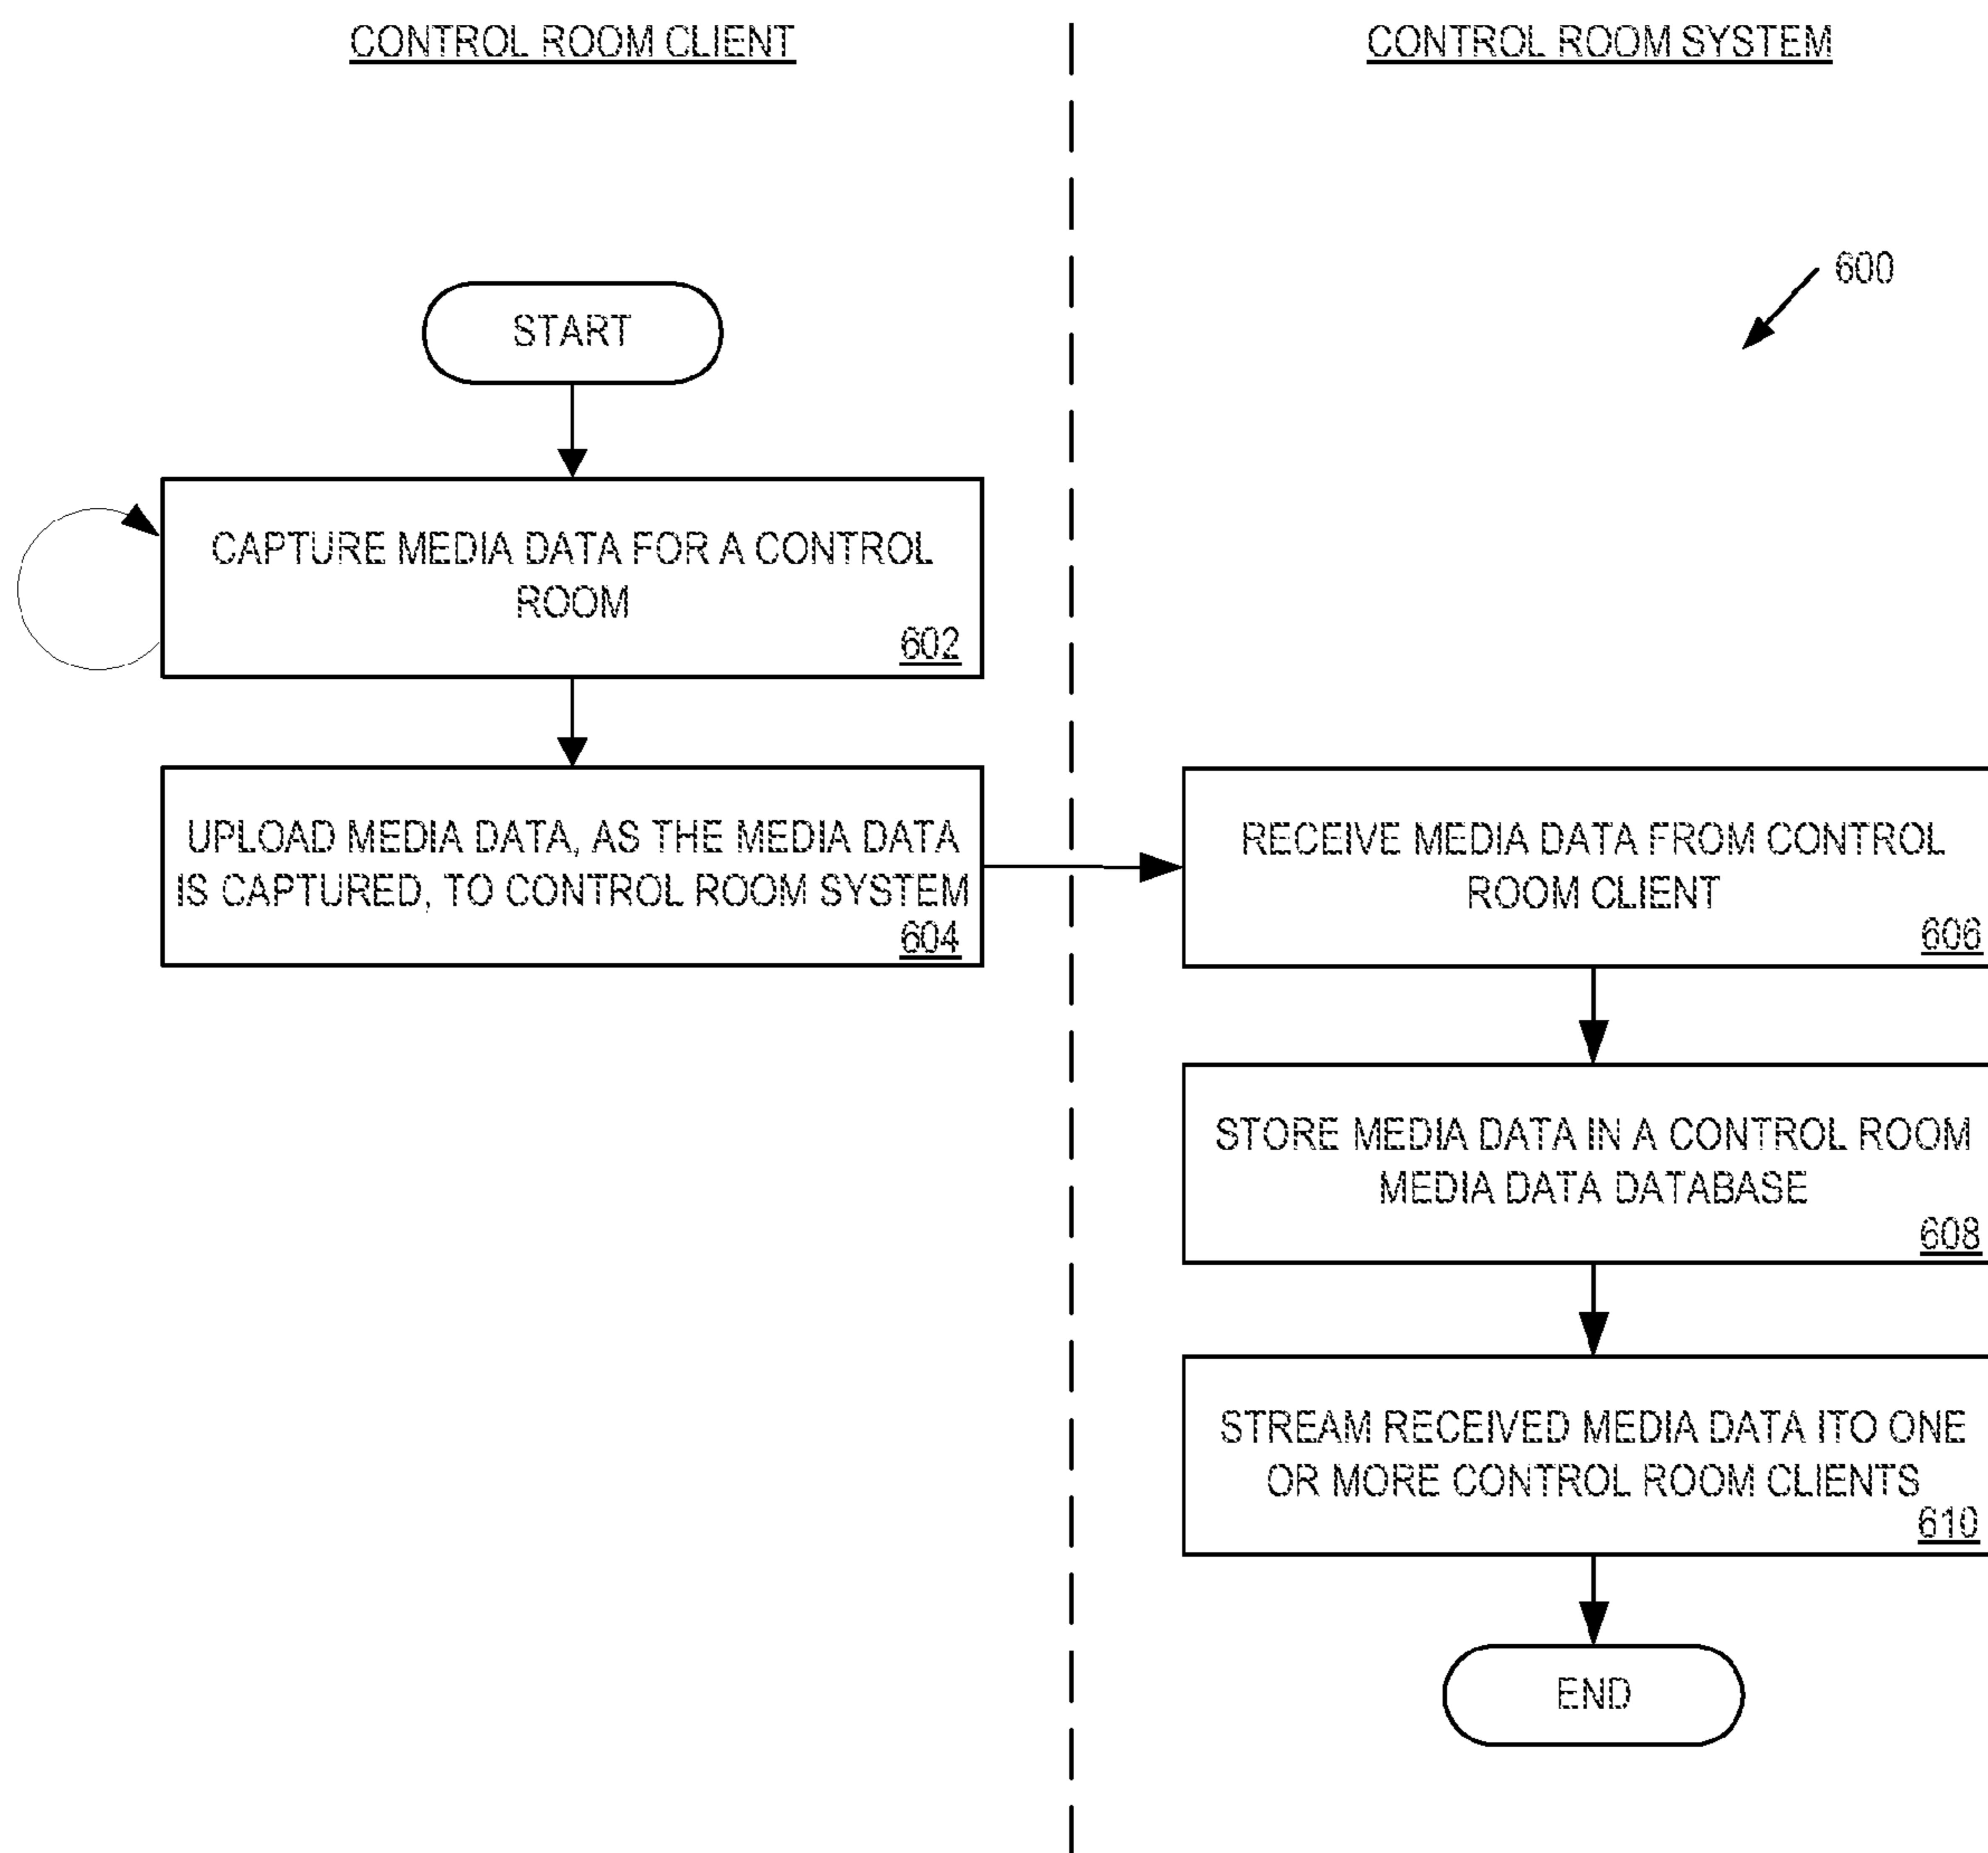 CONTROL ROOM CLIENT
CONTROL ROOM SYSTEM
600
START
CAPTURE MEDIA DATA FOR A CONTROL
ROOM
602
UPLOAD MEDIA DATA, AS THE MEDIA DATA
IS CAPTURED, TO CONTROL ROOM SYSTEM
604
RECEIVE MEDIA DATA FROM CONTROL
ROOM CLIENT
606
STORE MEDIA DATA IN A CONTROL ROOM
MEDIA DATA DATABASE
608
STREAM RECEIVED MEDIA DATA ITO ONE
OR MORE CONTROL ROOM CLIENTS
610
END